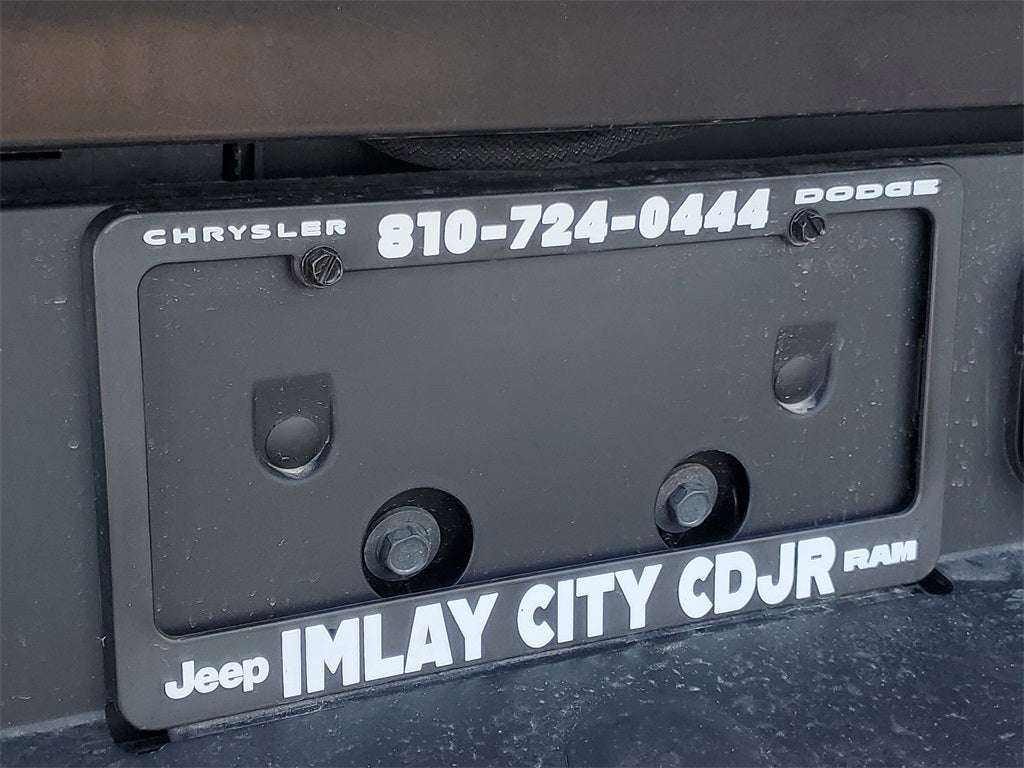 CHRYSLER 810-724-0444 DODGE
Jeep IMLAY CITY CDJR RAM